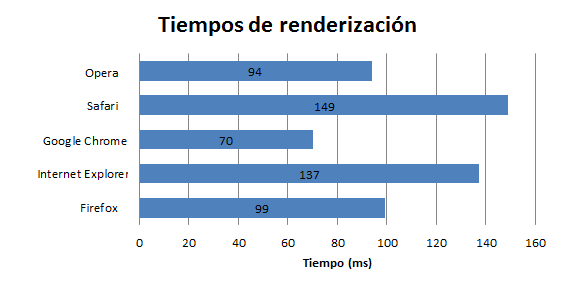 Tiempos de renderización
Opera 94
Safari 149
Google Chrome 70
Internet Explorer 137
Firefox 99
0 20 40 60 80 100 120 140 160
Tiempo (ms)